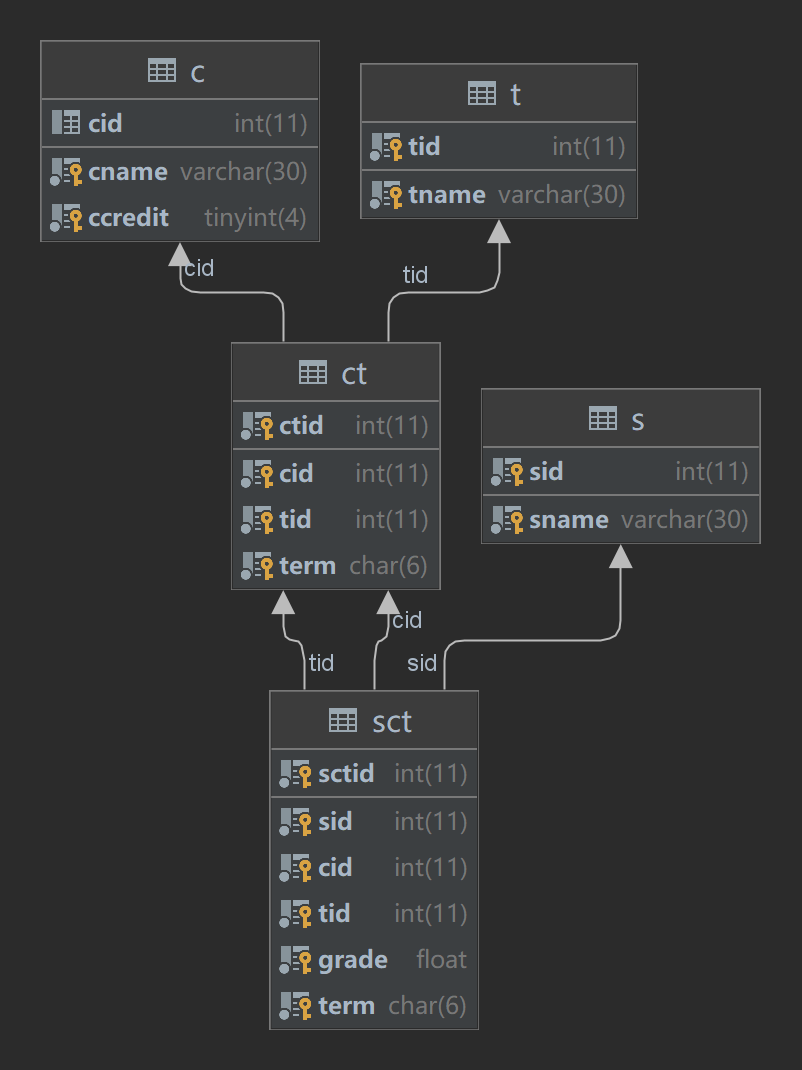 c
cid int(11)
cname varchar(30)
ccredit tinyint(4)
t
tid int(11)
tname varchar(30)
cid
tid
ct
ctid int(11)
cid int(11)
tid int(11)
term char(6)
s
sid int(11)
sname varchar(30)
cid
tid
sid
sct
sctid int(11)
sid int(11)
cid int(11)
tid int(11)
grade float
term char(6)